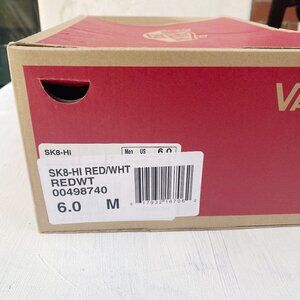 VA
SK8-Hi
Men US 6.0
SK8-HI RED/WHT
REDWT
00498740
6.0 M